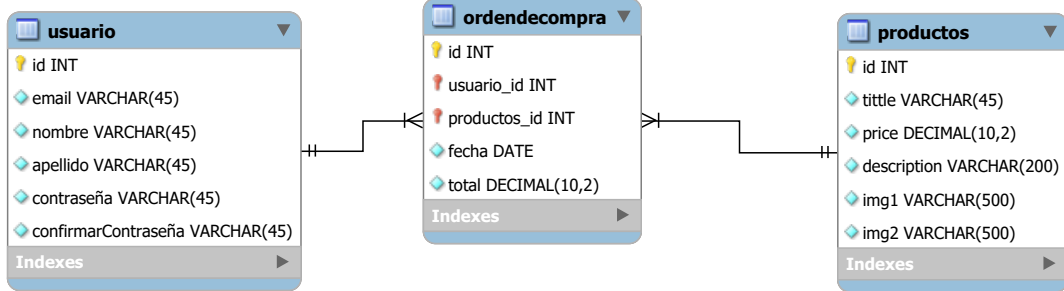 usuario
id INT
email VARCHAR(45)
nombre VARCHAR(45)
apellido VARCHAR(45)
contraseña VARCHAR(45)
confirmarContraseña VARCHAR(45)
Indexes
ordendecompra
id INT
usuario_id INT
productos_id INT
fecha DATE
total DECIMAL(10,2)
Indexes
productos
id INT
tittle VARCHAR(45)
price DECIMAL(10,2)
description VARCHAR(200)
img1 VARCHAR(500)
img2 VARCHAR(500)
Indexes